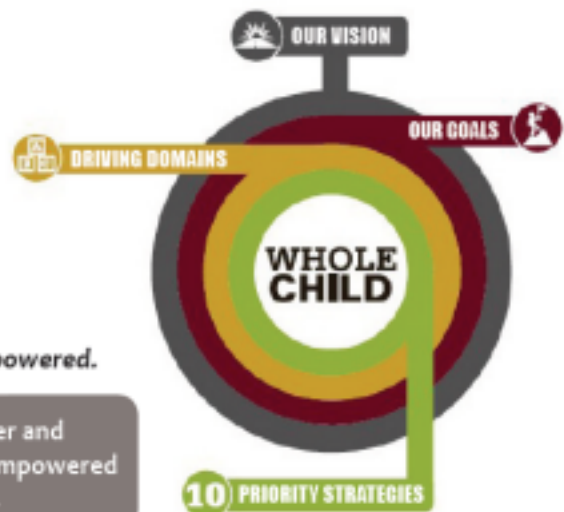 OUR VISION
OUR GOALS
DRIVING DOMAINS
WHOLE
CHILD
powered.
er and
mpowered
10 PRIORITY STRATEGIES